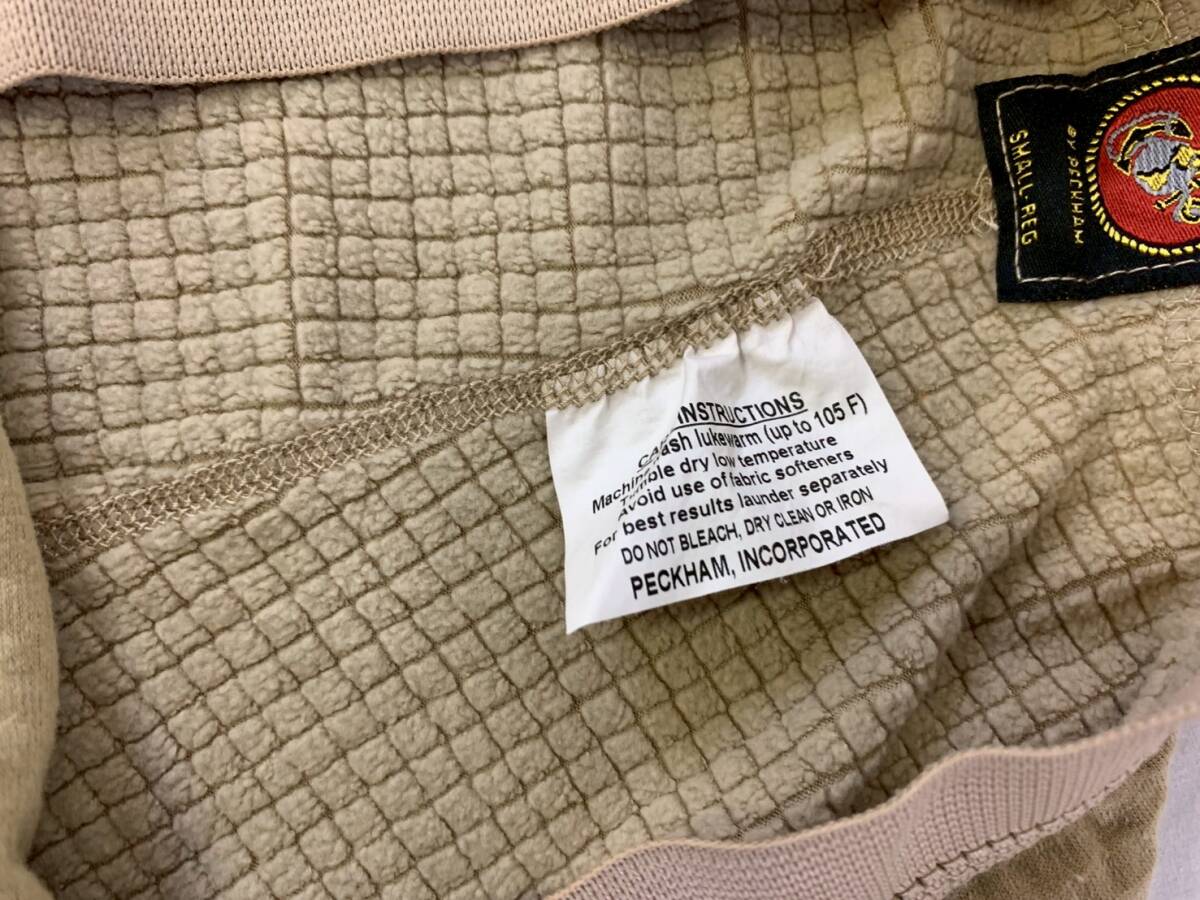 BY PECKHAM
SMALL-REG
INSTRUCTIONS
lukewarm (up to 105 F)
dry low temperature
Avoid use of fabric softeners
For best results launder separately
DO NOT BLEACH, DRY CLEAN OR IRON
PECKHAM, INCORPORATED